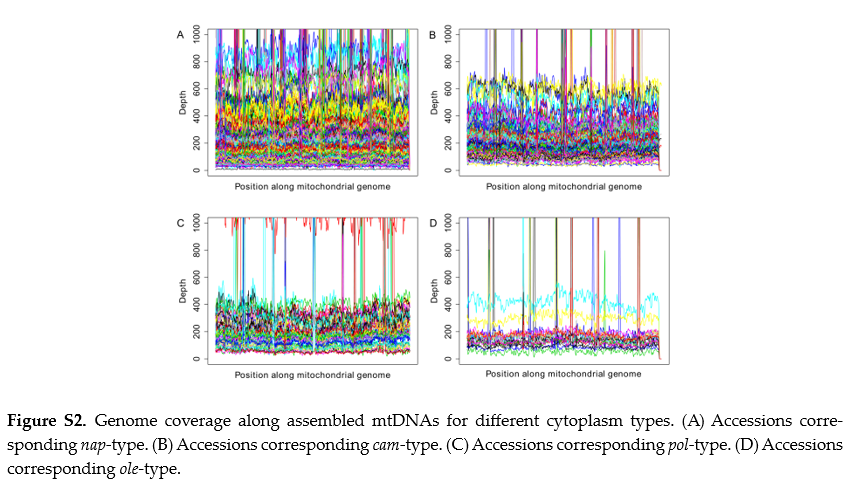 A
1000
800
600
400
200
0
Depth
Position along mitochondrial genome
B
1000
800
600
400
200
0
Depth
Position along mitochondrial genome
C
1000
800
600
400
200
0
Depth
Position along mitochondrial genome
D
1000
800
600
400
200
0
Depth
Position along mitochondrial genome
Figure S2. Genome coverage along assembled mtDNAs for different cytoplasm types. (A) Accessions corre-
sponding nap-type. (B) Accessions corresponding cam-type. (C) Accessions corresponding pol-type. (D) Accessions
corresponding ole-type.